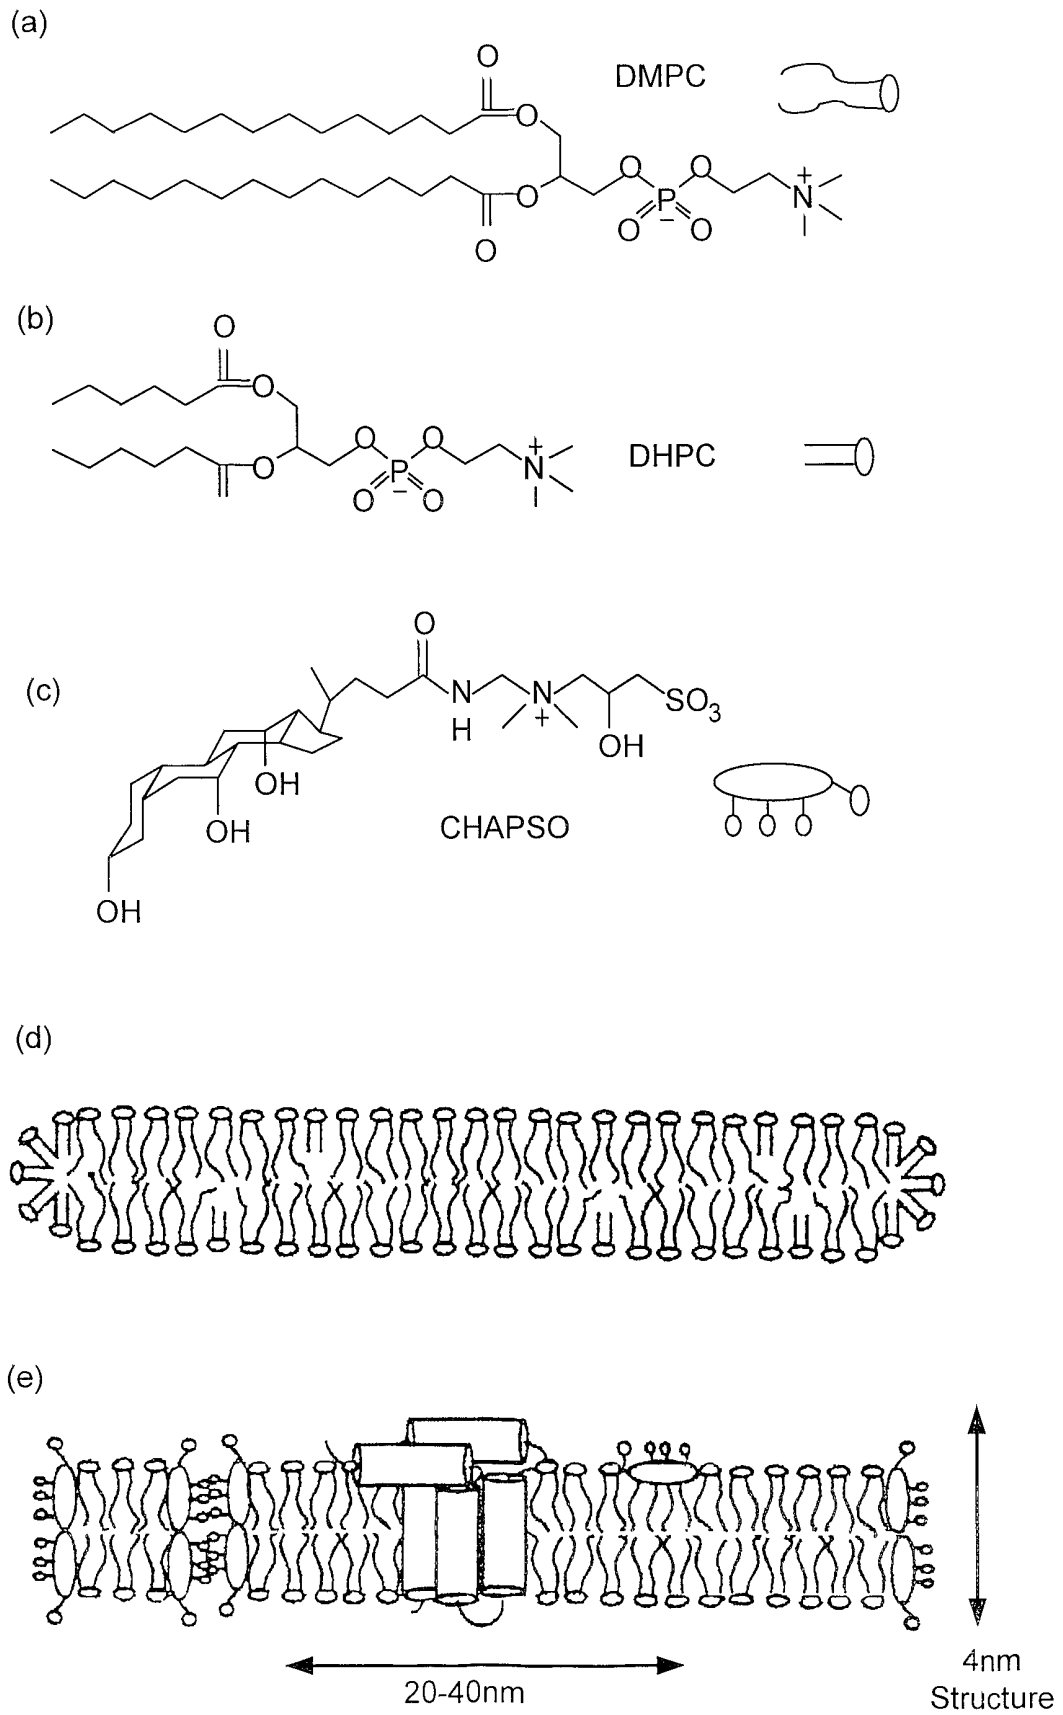 (a)
O
DMPC
O
O
O
O
P
O
O
N
+
−
O
(b)
O
O
O
O
O
P
O
O
N
+
−
DHPC
(c)
O
N
H
N
+
SO3
OH
OH
OH
OH
CHAPSO
(d)
(e)
20-40nm
4nm
Structure